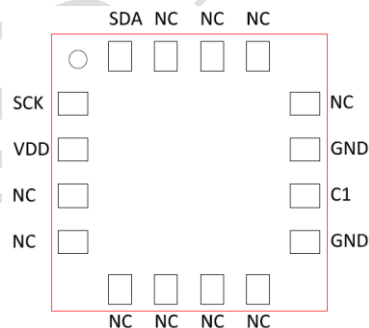 SDA NC NC NC
SCK NC
VDD GND
NC C1
NC GND
NC NC NC NC